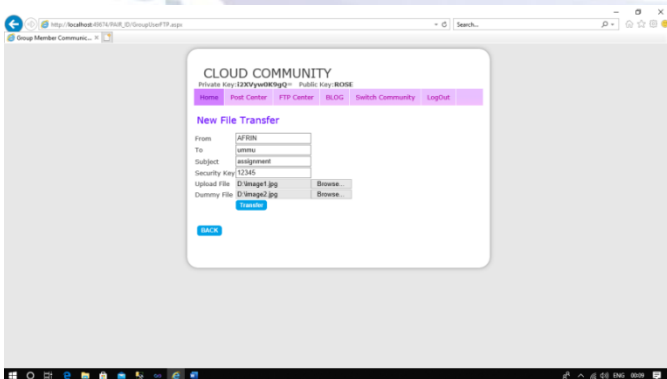 http://localhost:49674/PAIR_ID/GroupUserFTP.aspx
Search...
Group Member Communic...
CLOUD COMMUNITY
Private Key:I2XVyw0K9gQ= Public Key:ROSE
Home Post Center FTP Center BLOG Switch Community LogOut
New File Transfer
From AFRIN
To ummu
Subject assignment
Security Key 12345
Upload File D:\image1.jpg Browse...
Dummy File D:\image2.jpg Browse...
Transfer
BACK
ENG 00:09